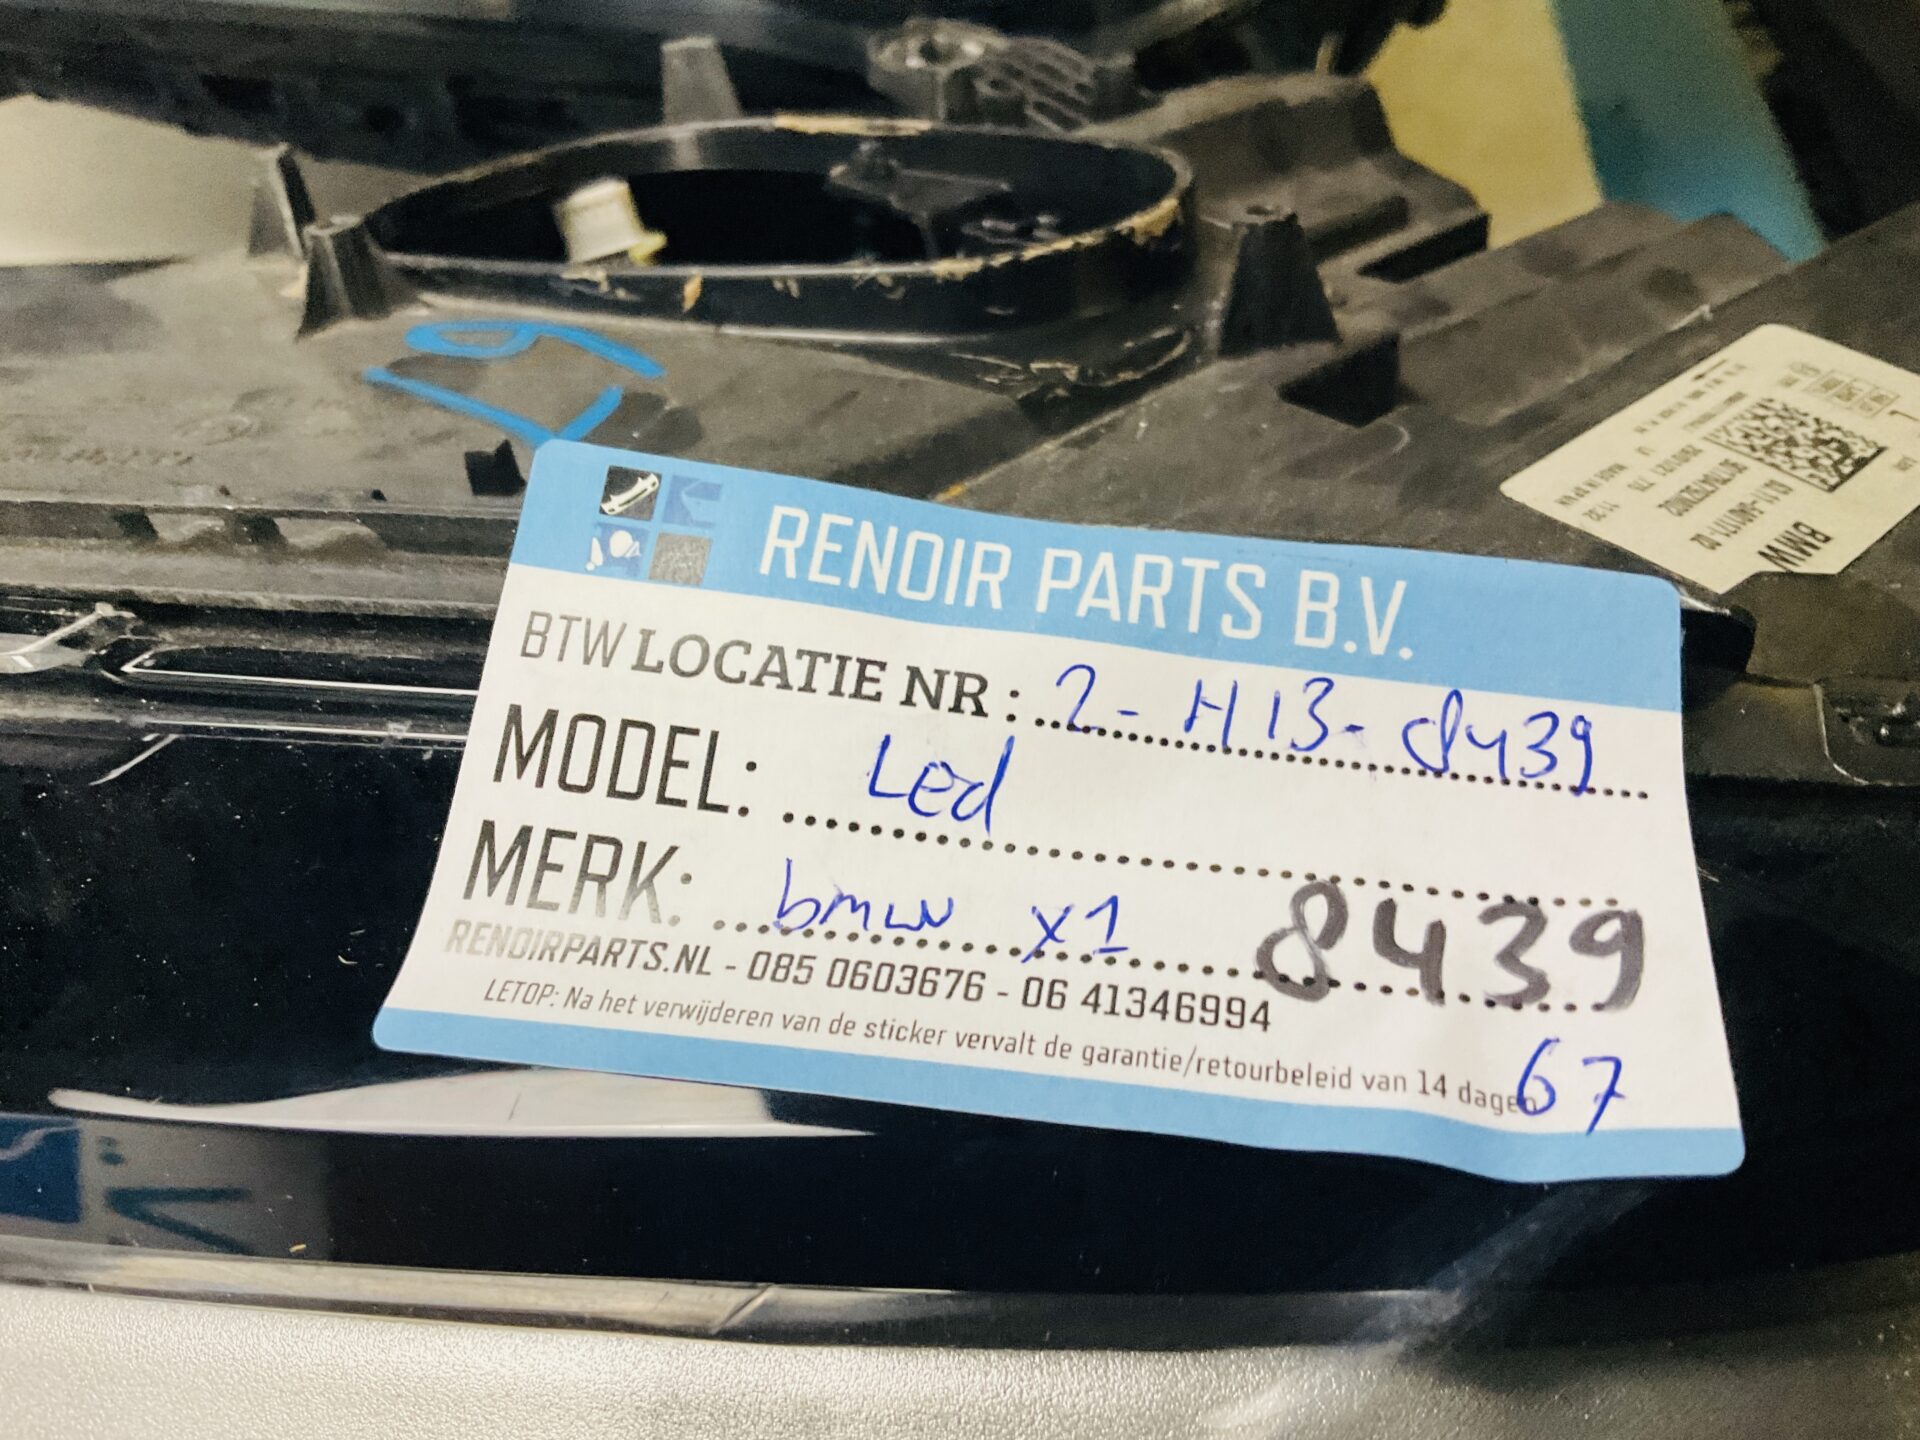 RENOIR PARTS B.V.
BTW LOCATIE NR : 2 - H13 - 8439
MODEL: Led
MERK: bmw x1 8439
RENOIRPARTS.NL - 085 0603676 - 06 41346994
LETOP: Na het verwijderen van de sticker vervalt de garantie/retourbeleid van 14 dagen
67
BMW
L